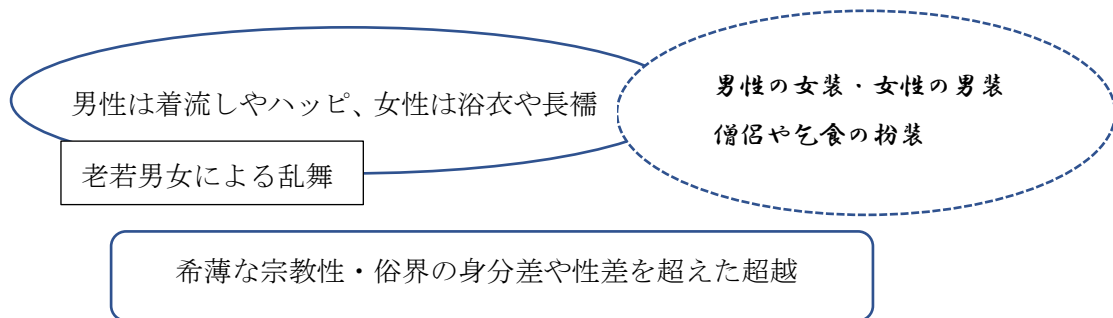 男性は着流しやハッピ、女性は浴衣や長襦
男性の女装・女性の男装
僧侶や乞食の扮装
老若男女による乱舞
希薄な宗教性・俗界の身分差や性差を超えた超越